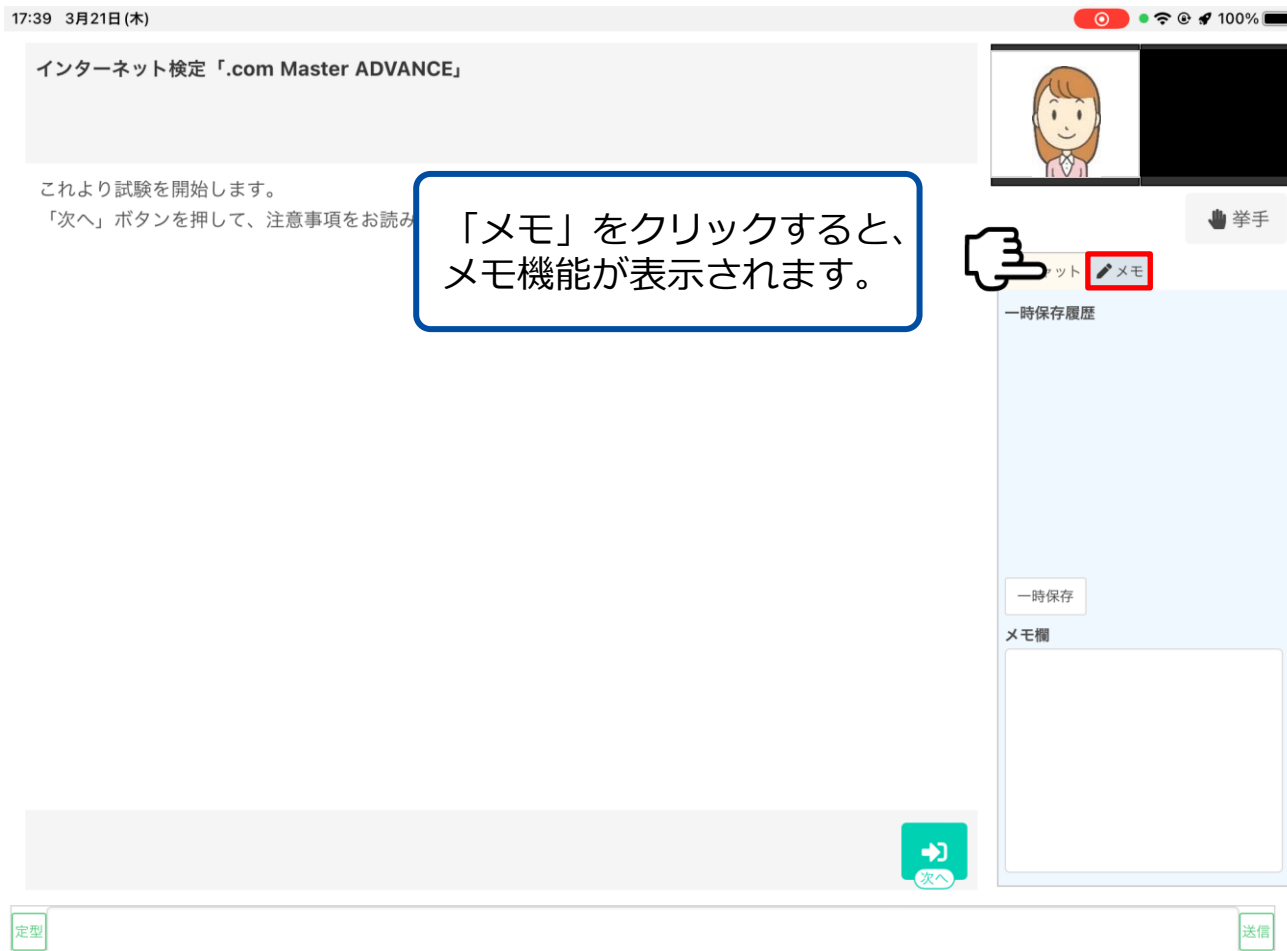 17:39 3月21日(木)
100%
インターネット検定「.com Master ADVANCE」
これより試験を開始します。
「次へ」ボタンを押して、注意事項をお読み
「メモ」をクリックすると、
メモ機能が表示されます。
挙手
ット
メモ
一時保存履歴
一時保存
メモ欄
次へ
定型
送信